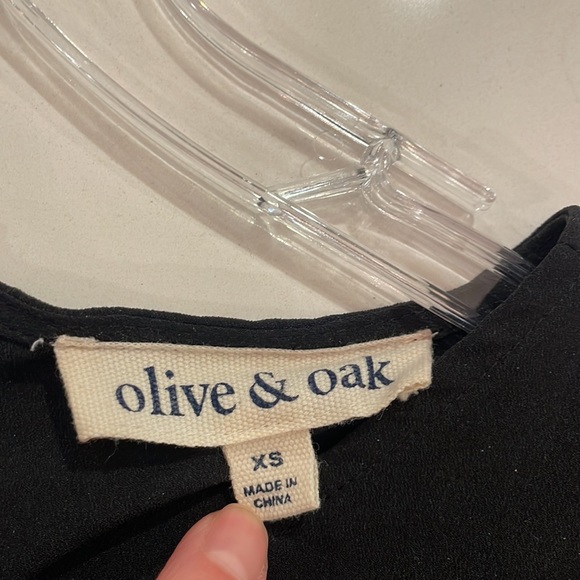 olive & oak
XS
MADE IN
CHINA